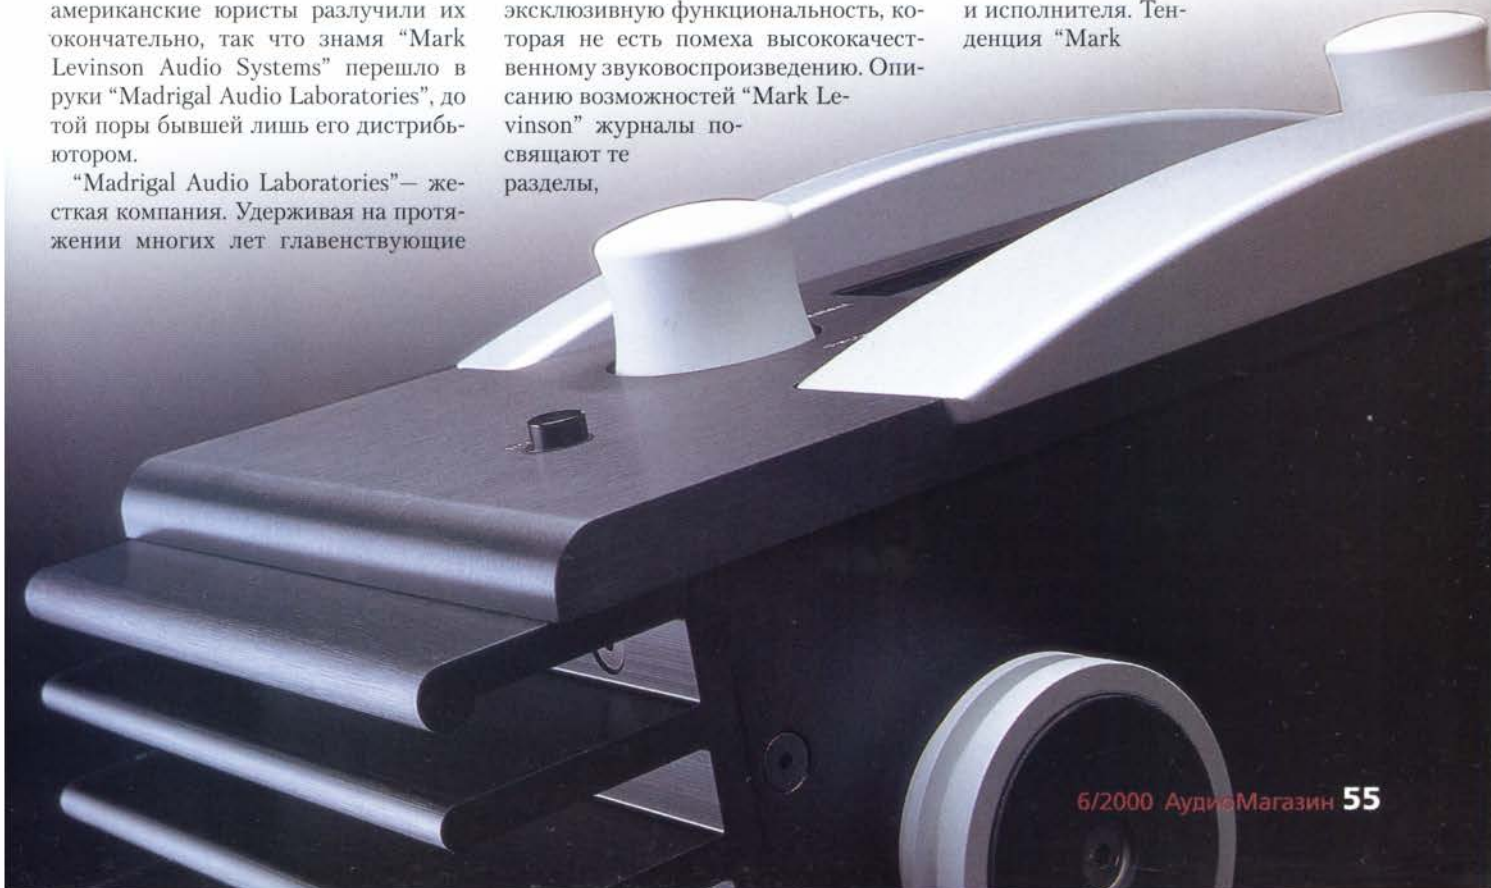 американские юристы разлучили их
окончательно, так что знамя “Mark
Levinson Audio Systems” перешло в
руки “Madrigal Audio Laboratories”, до
той поры бывшей лишь его дистрибь-
ютором.
“Madrigal Audio Laboratories”— же-
сткая компания. Удерживая на протя-
жении многих лет главенствующие
эксклюзивную функциональность, ко-
торая не есть помеха высококачест-
венному звуковоспроизведению. Опи-
санию возможностей “Mark Le-
vinson” журналы по-
свящают те
разделы,
и исполнителя. Тен-
денция “Mark
6/2000 АудиоМагазин 55